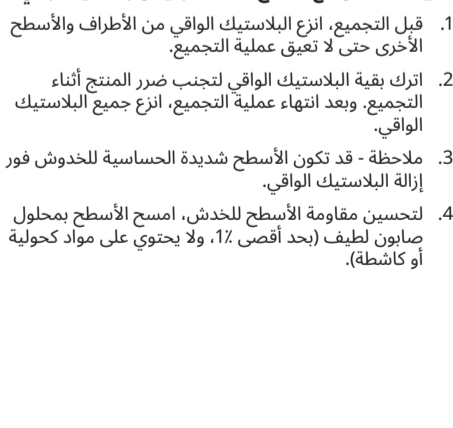 1. قبل التجميع، انزع البلاستيك الواقي من الأطراف والأسطح
الأخرى حتى لا تعيق عملية التجميع.
2. اترك بقية البلاستيك الواقي لتجنب ضرر المنتج أثناء
التجميع. وبعد انتهاء عملية التجميع، انزع جميع البلاستيك
الواقي.
3. ملاحظة - قد تكون الأسطح شديدة الحساسية للخدوش فور
إزالة البلاستيك الواقي.
4. لتحسين مقاومة الأسطح للخدش، امسح الأسطح بمحلول
صابون لطيف (بحد أقصى 1٪، ولا يحتوي على مواد كحولية
أو كاشطة).